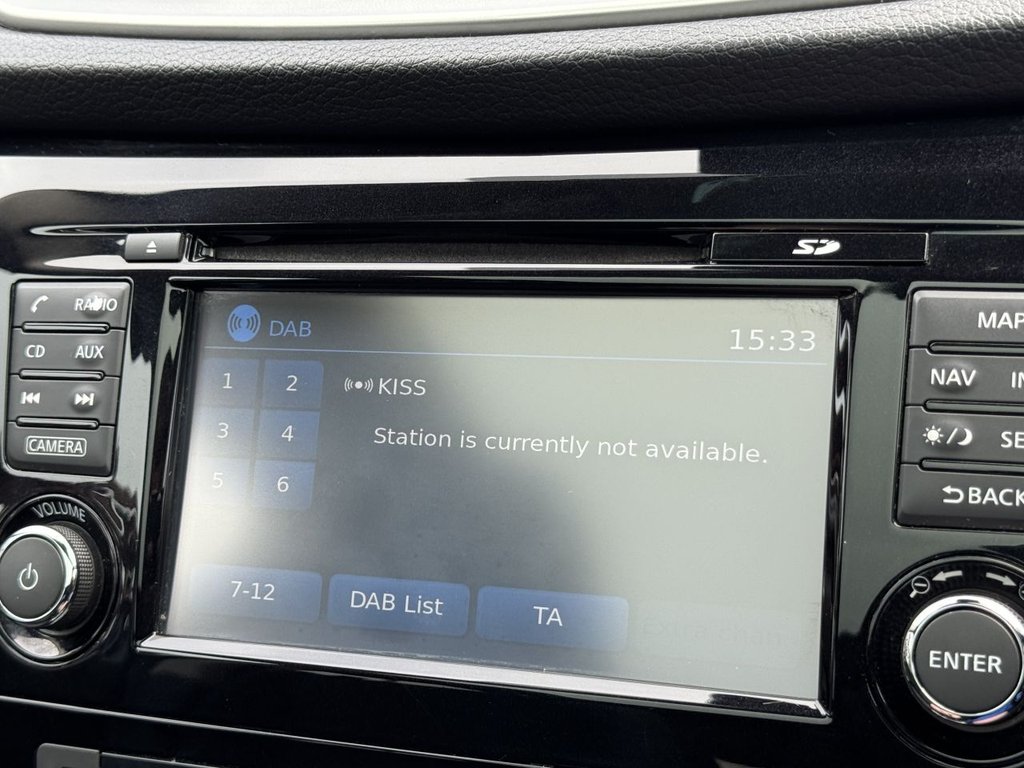 SD
RADIO
CD AUX
CAMERA
VOLUME
DAB
15:33
1 2
3 4
5 6
KISS
Station is currently not available.
7-12
DAB List
TA
MAP
NAV
BACK
ENTER